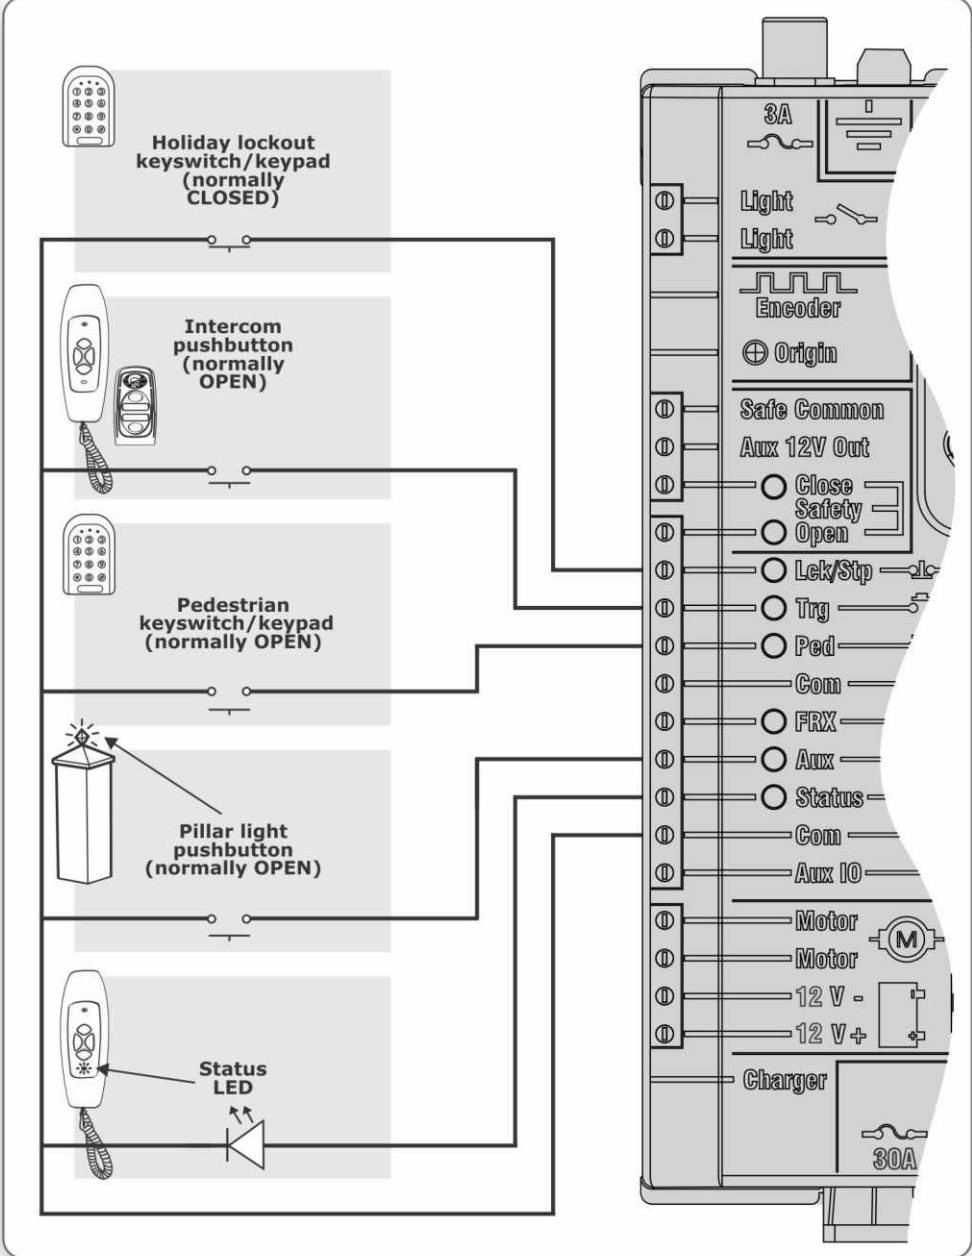 Holiday lockout
keyswitch/keypad
(normally
CLOSED)
Intercom
pushbutton
(normally
OPEN)
Pedestrian
keyswitch/keypad
(normally OPEN)
Pillar light
pushbutton
(normally OPEN)
Status
LED
3A
Light
Light
Encoder
Origin
Safe Common
Aux 12V Out
Close
Safety
Open
Lck/Stp
Trg
Ped
Com
FRX
Aux
Status
Com
Aux IO
Motor
Motor
M
12 V -
12 V +
Charger
30A